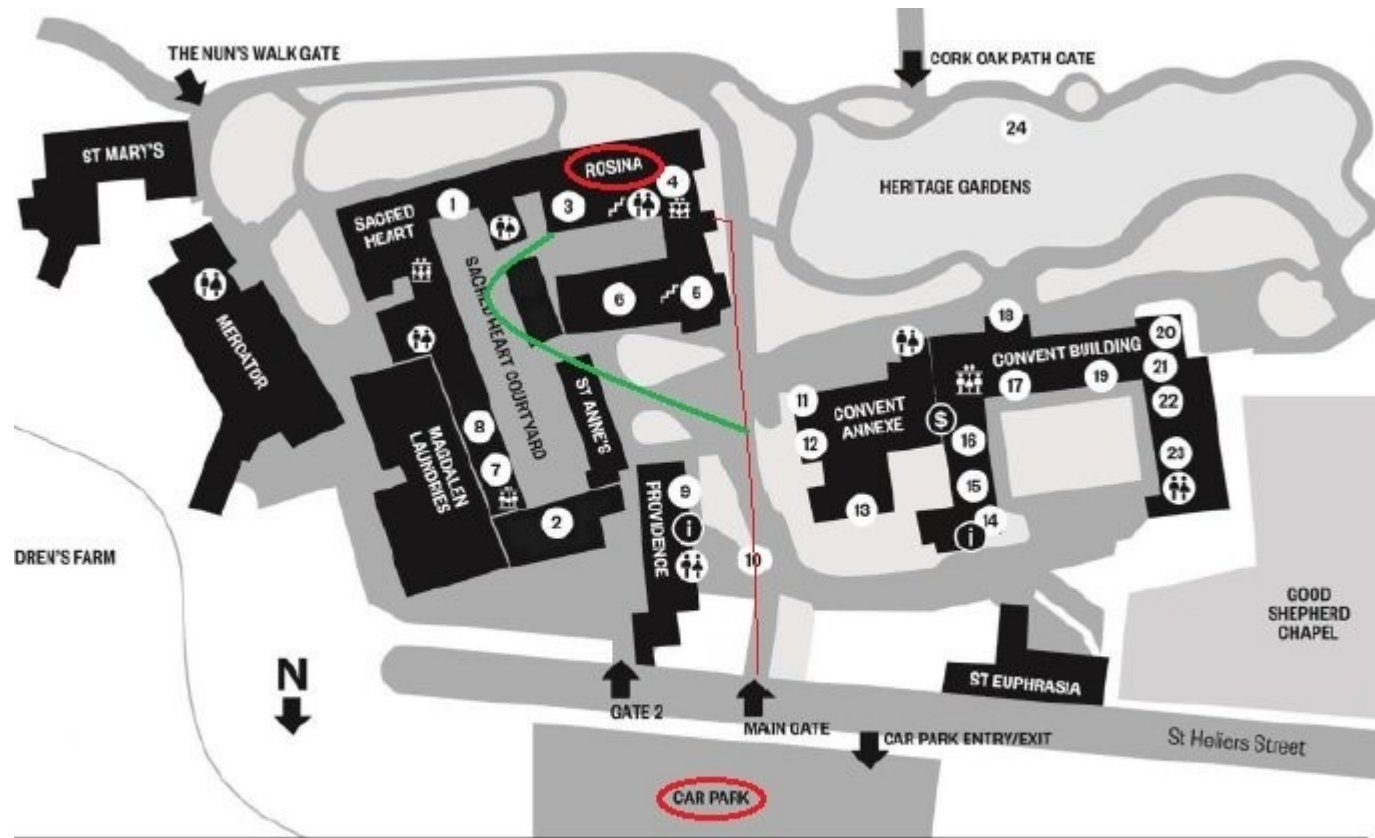 THE NUN'S WALK GATE
CORK OAK PATH GATE
ST MARY'S
24
ROSINA
4
HERITAGE GARDENS
SACRED
HEART
1
3
MERCATOR
SACRED HEART COURTYARD
6
5
18
20
CONVENT BUILDING
21
17
19
22
11
CONVENT
ANNEXE
12
$
16
ST ANNE'S
MAGDALEN
LAUNDRIES
8
7
23
15
9
PROVIDENCE
i
2
13
14
i
10
DREN'S FARM
GOOD
SHEPHERD
CHAPEL
N
ST EUPHRASIA
GATE 2
MAIN GATE
CAR PARK ENTRY/EXIT
St Heliers Street
CAR PARK